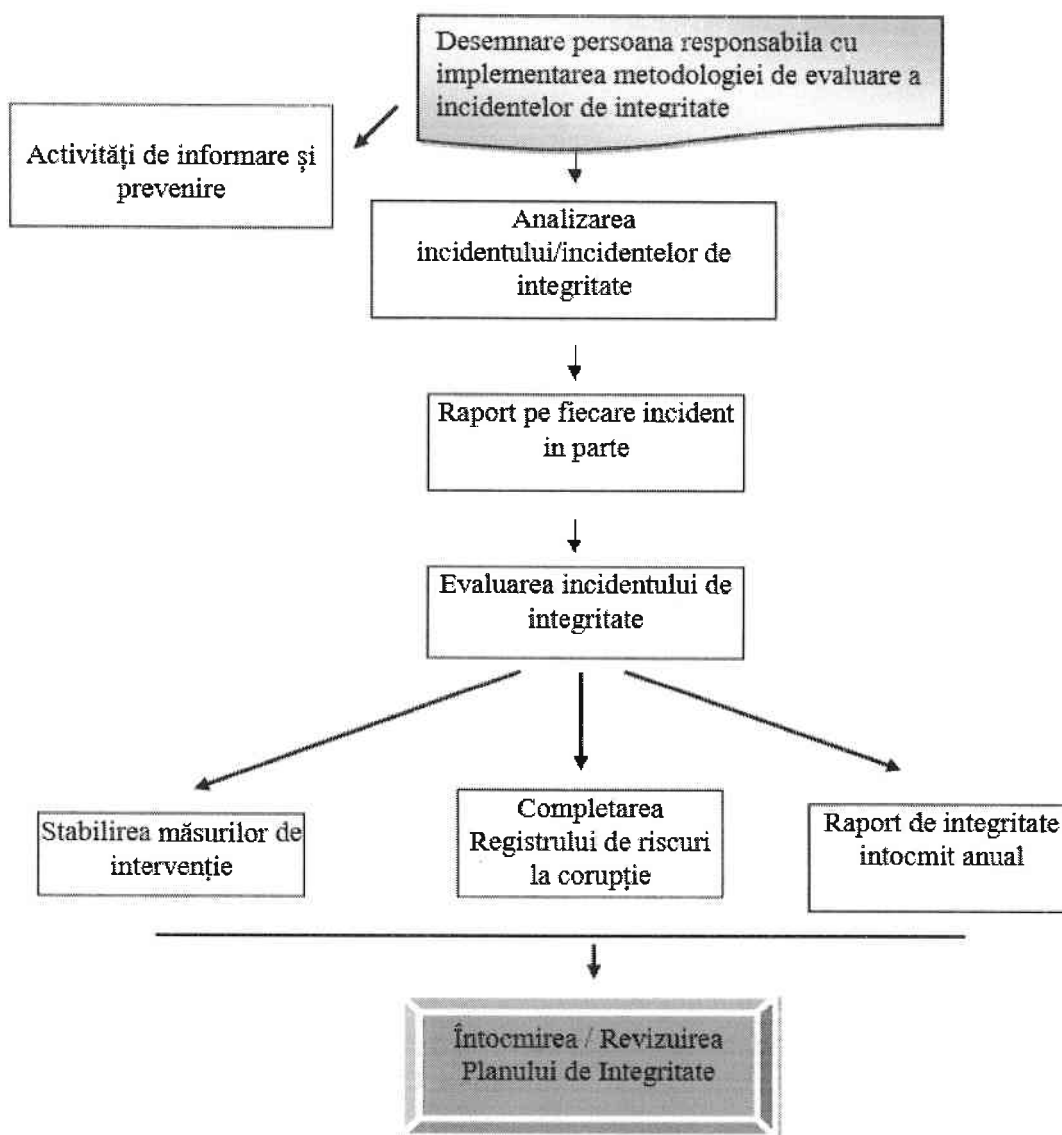 Desemnare persoana responsabila cu
implementarea metodologiei de evaluare a
incidentelor de integritate
Activități de informare și
prevenire
Analizarea
incidentului/incidentelor de
integritate
Raport pe fiecare incident
in parte
Evaluarea incidentului de
integritate
Stabilirea măsurilor de
intervenție
Completarea
Registrului de riscuri
la corupție
Raport de integritate
intocmit anual
Întocmirea / Revizuirea
Planului de Integritate